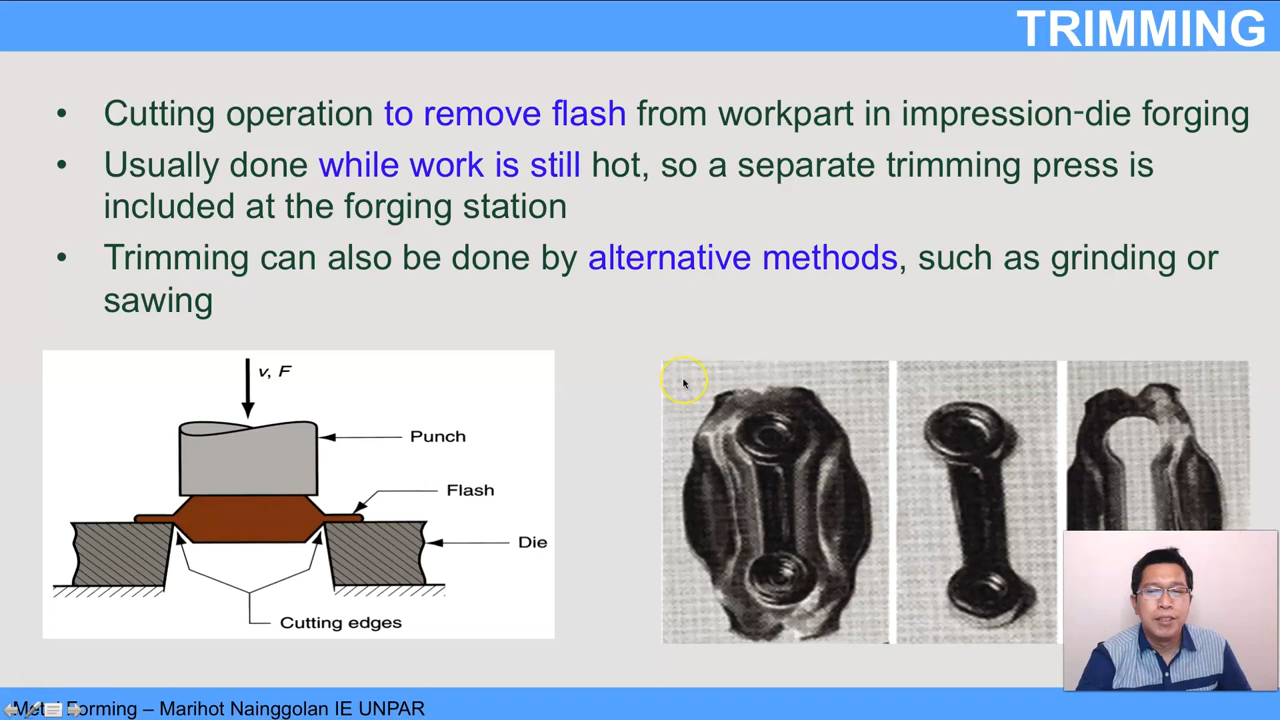 TRIMMING
• Cutting operation to remove flash from workpart in impression-die forging
• Usually done while work is still hot, so a separate trimming press is
included at the forging station
• Trimming can also be done by alternative methods, such as grinding or
sawing
v, F
Punch
Flash
Die
Cutting edges
Metal Forming – Marihot Nainggolan IE UNPAR